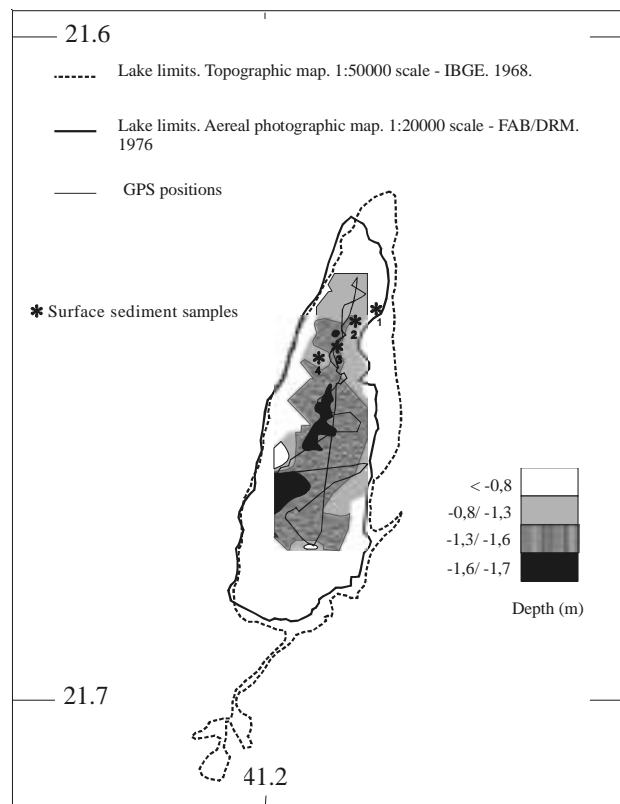 21.6
Lake limits. Topographic map. 1:50000 scale - IBGE. 1968.
Lake limits. Aereal photographic map. 1:20000 scale - FAB/DRM.
1976
GPS positions
* Surface sediment samples
1
2
3
4
< -0,8
-0,8/ -1,3
-1,3/ -1,6
-1,6/ -1,7
Depth (m)
21.7
41.2